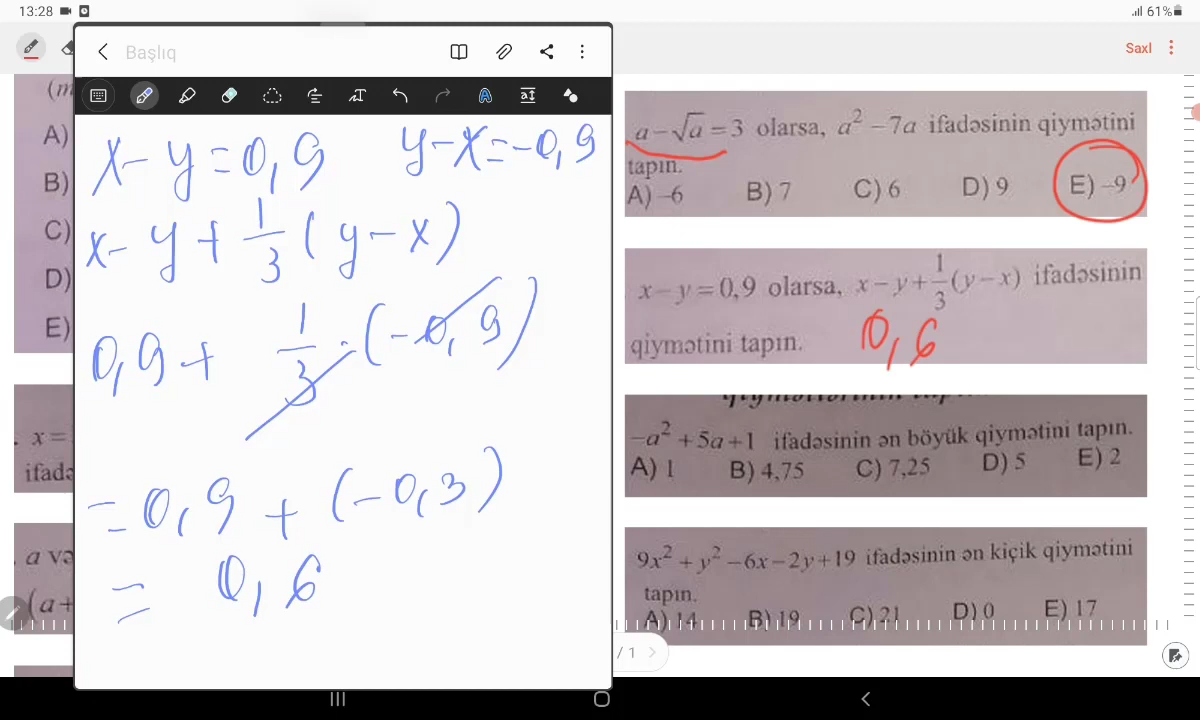 13:28
61%
Başlıq
Saxl
(m
A)
B)
C)
D)
E)
. x=
ifadə
. a və
(a+
x-y=0,9 y-x=-0,9
x-y+1/3(y-x)
0,9+ 1/3·(-0,9)
=0,9+(-0,3)
= 0,6
a-√a=3 olarsa, a²-7a ifadəsinin qiymətini
tapın.
A) -6 B) 7 C) 6 D) 9 E) -9
x-y=0,9 olarsa, x-y+1/3(y-x) ifadəsinin
qiymətini tapın. 0,6
-a²+5a+1 ifadəsinin ən böyük qiymətini tapın.
A) 1 B) 4,75 C) 7,25 D) 5 E) 2
9x²+y²-6x-2y+19 ifadəsinin ən kiçik qiymətini
tapın.
A) 14 B) 19 C) 21 D) 0 E) 17
/ 1